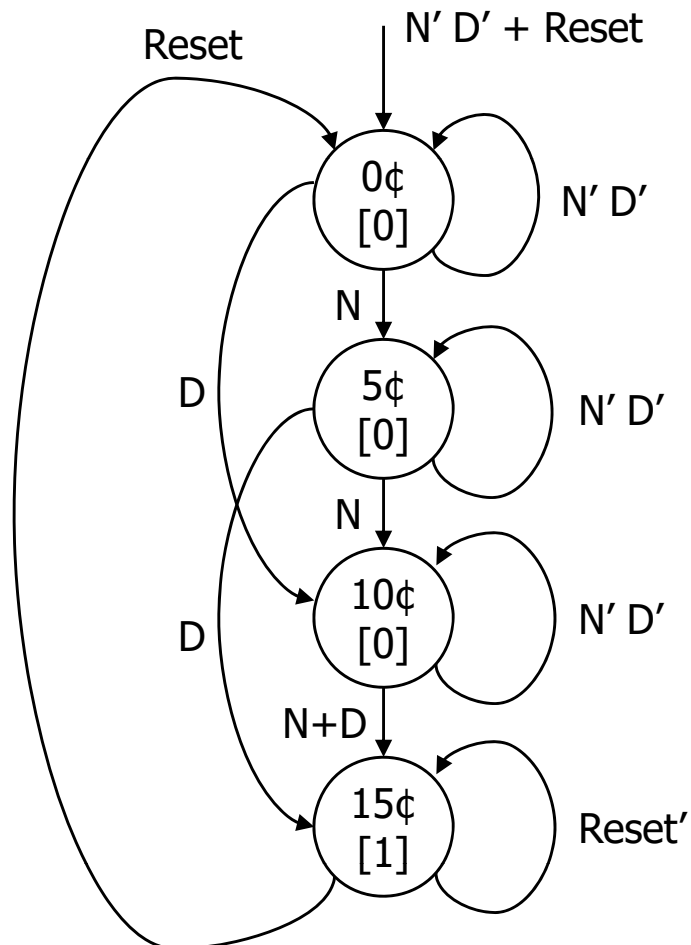 N′ D′ + Reset
Reset
0¢
[0]
N′ D′
N
D
5¢
[0]
N′ D′
N
D
10¢
[0]
N′ D′
N+D
15¢
[1]
Reset′